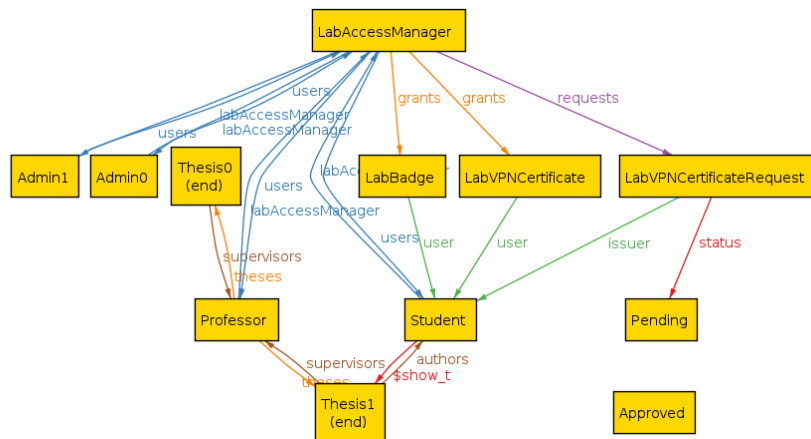 LabAccessManager
users
grants
grants
requests
labAccessManager
users
labAccessManager
Admin1
Admin0
Thesis0
(end)
users
LabBadge
LabVPNCertificate
LabVPNCertificateRequest
labAccessManager
users
user
user
issuer
status
supervisors
theses
Professor
Student
Pending
supervisors
authors
theses
$show_t
Thesis1
(end)
Approved